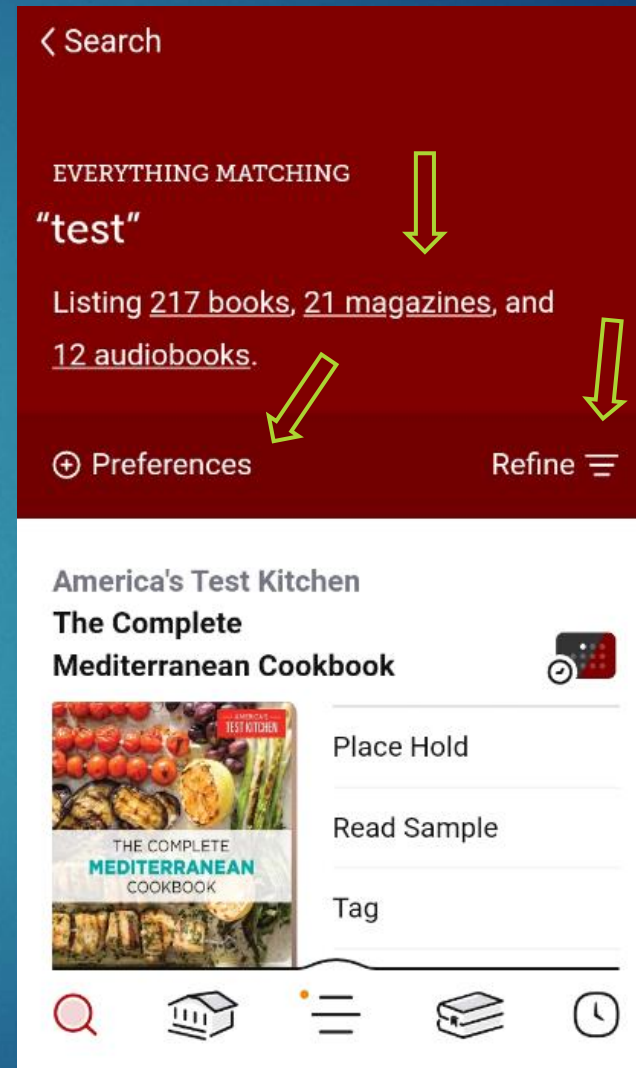 Search
EVERYTHING MATCHING
“test”
Listing 217 books, 21 magazines, and
12 audiobooks.
Preferences
Refine
America's Test Kitchen
The Complete
Mediterranean Cookbook
AMERICA'S
TEST KITCHEN
THE COMPLETE
MEDITERRANEAN
COOKBOOK
Place Hold
Read Sample
Tag